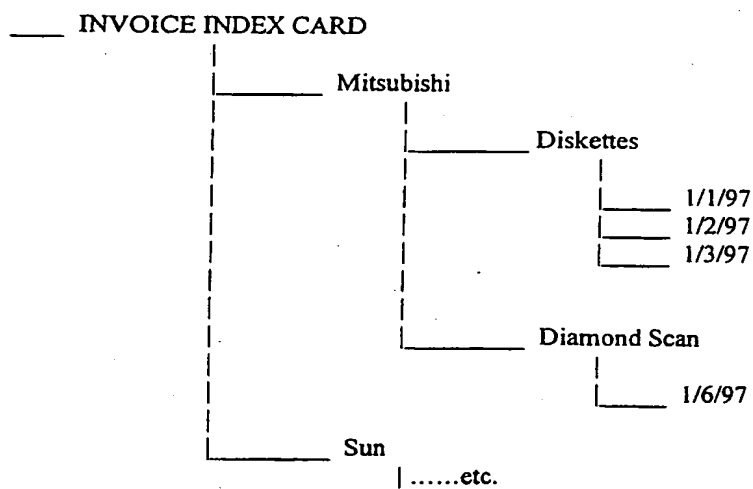 INVOICE INDEX CARD
Mitsubishi
Diskettes
1/1/97
1/2/97
1/3/97
Diamond Scan
1/6/97
Sun
......etc.